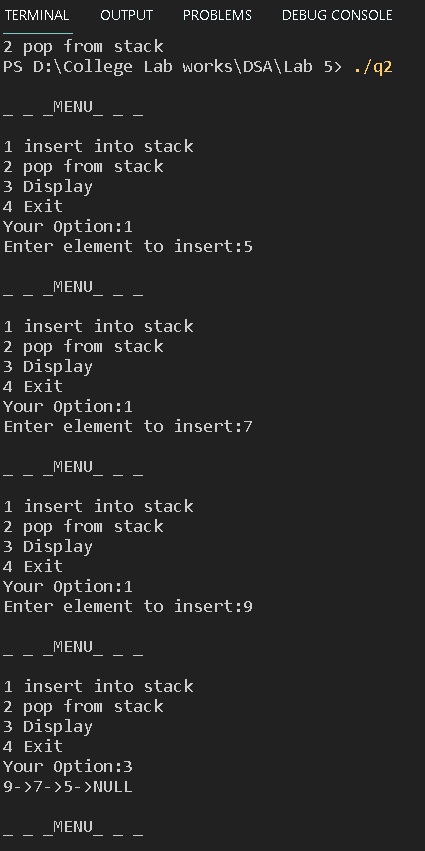 TERMINAL OUTPUT PROBLEMS DEBUG CONSOLE
2 pop from stack
PS D:\College Lab works\DSA\Lab 5> ./q2
_ _ _MENU_ _ _
1 insert into stack
2 pop from stack
3 Display
4 Exit
Your Option:1
Enter element to insert:5
_ _ _MENU_ _ _
1 insert into stack
2 pop from stack
3 Display
4 Exit
Your Option:1
Enter element to insert:7
_ _ _MENU_ _ _
1 insert into stack
2 pop from stack
3 Display
4 Exit
Your Option:1
Enter element to insert:9
_ _ _MENU_ _ _
1 insert into stack
2 pop from stack
3 Display
4 Exit
Your Option:3
9->7->5->NULL
_ _ _MENU_ _ _